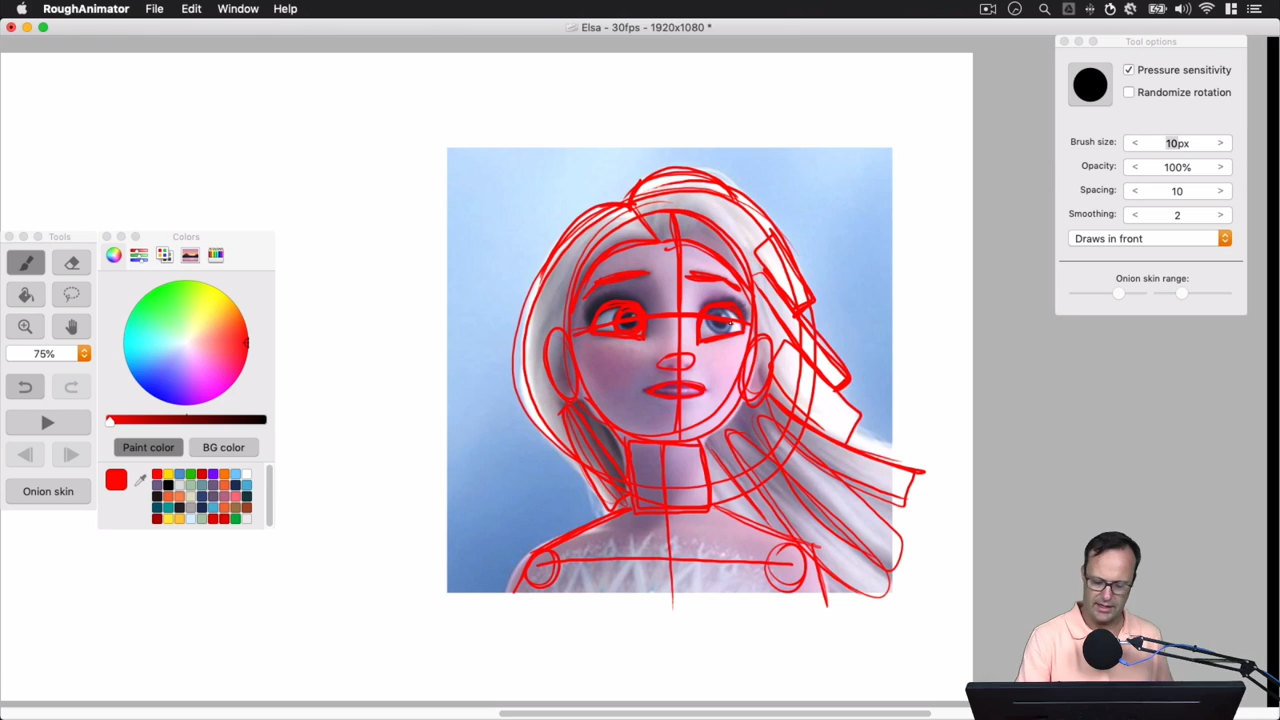 RoughAnimator File Edit Window Help
Elsa - 30fps - 1920x1080 *
Tool options
Pressure sensitivity
Randomize rotation
Brush size: < 10px >
Opacity: < 100% >
Spacing: < 10 >
Smoothing: < 2 >
Draws in front
Onion skin range:
Tools
75%
Onion skin
Colors
Paint color
BG color